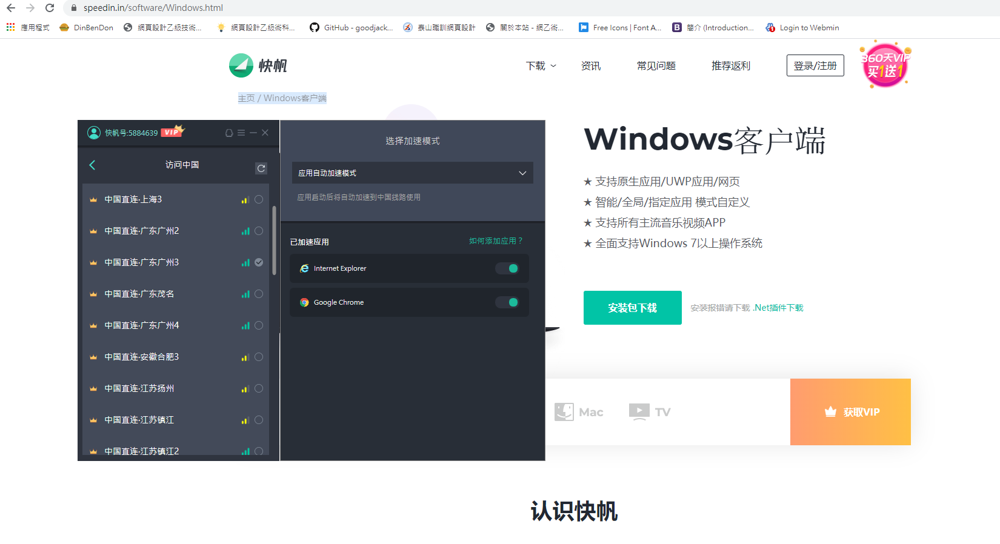 speedin.in/software/Windows.html
應用程式
DinBenDon
網頁設計乙級技術...
網頁設計乙級術科...
GitHub - goodjack...
泰山職訓網頁設計
關於本站 - 網乙術...
Free Icons | Font A...
簡介 (Introduction...
Login to Webmin
快帆
下载
资讯
常见问题
推荐返利
登录/注册
360天VIP
买1送1
主页 / Windows客户端
快帆号:5884639 VIP
访问中国
中国直连·上海3
中国直连·广东广州2
中国直连·广东广州3
中国直连·广东茂名
中国直连·广东广州4
中国直连·安徽合肥3
中国直连·江苏扬州
中国直连·江苏镇江
中国直连·江苏镇江2
选择加速模式
应用自动加速模式
应用启动后将自动加速到中国线路使用
已加速应用
如何添加应用？
Internet Explorer
Google Chrome
Windows客户端
★ 支持原生应用/UWP应用/网页
★ 智能/全局/指定应用 模式自定义
★ 支持所有主流音乐视频APP
★ 全面支持Windows 7以上操作系统
安装包下载
安装报错请下载 .Net插件下载
Mac
TV
获取VIP
认识快帆